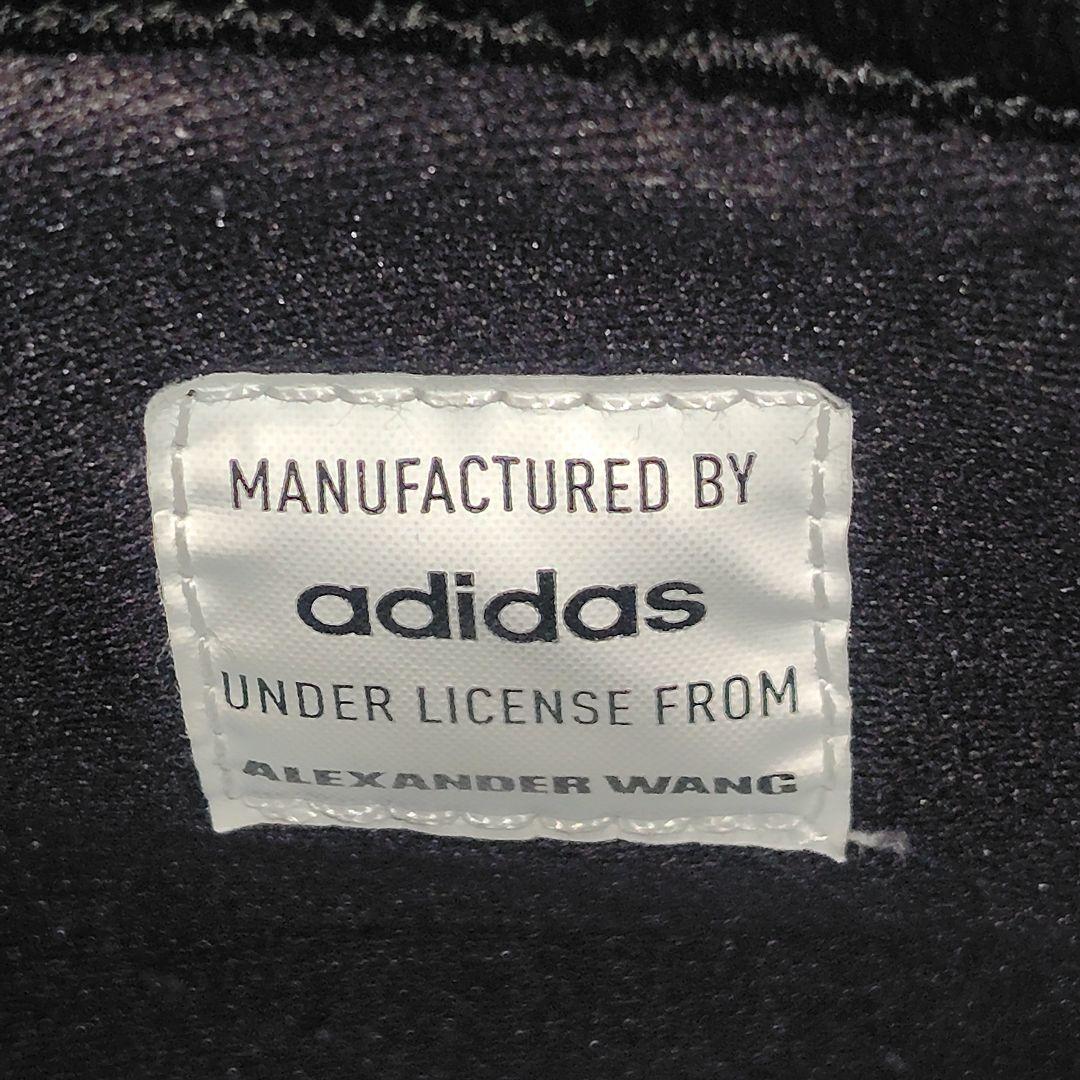 MANUFACTURED BY
adidas
UNDER LICENSE FROM
ALEXANDER WANG